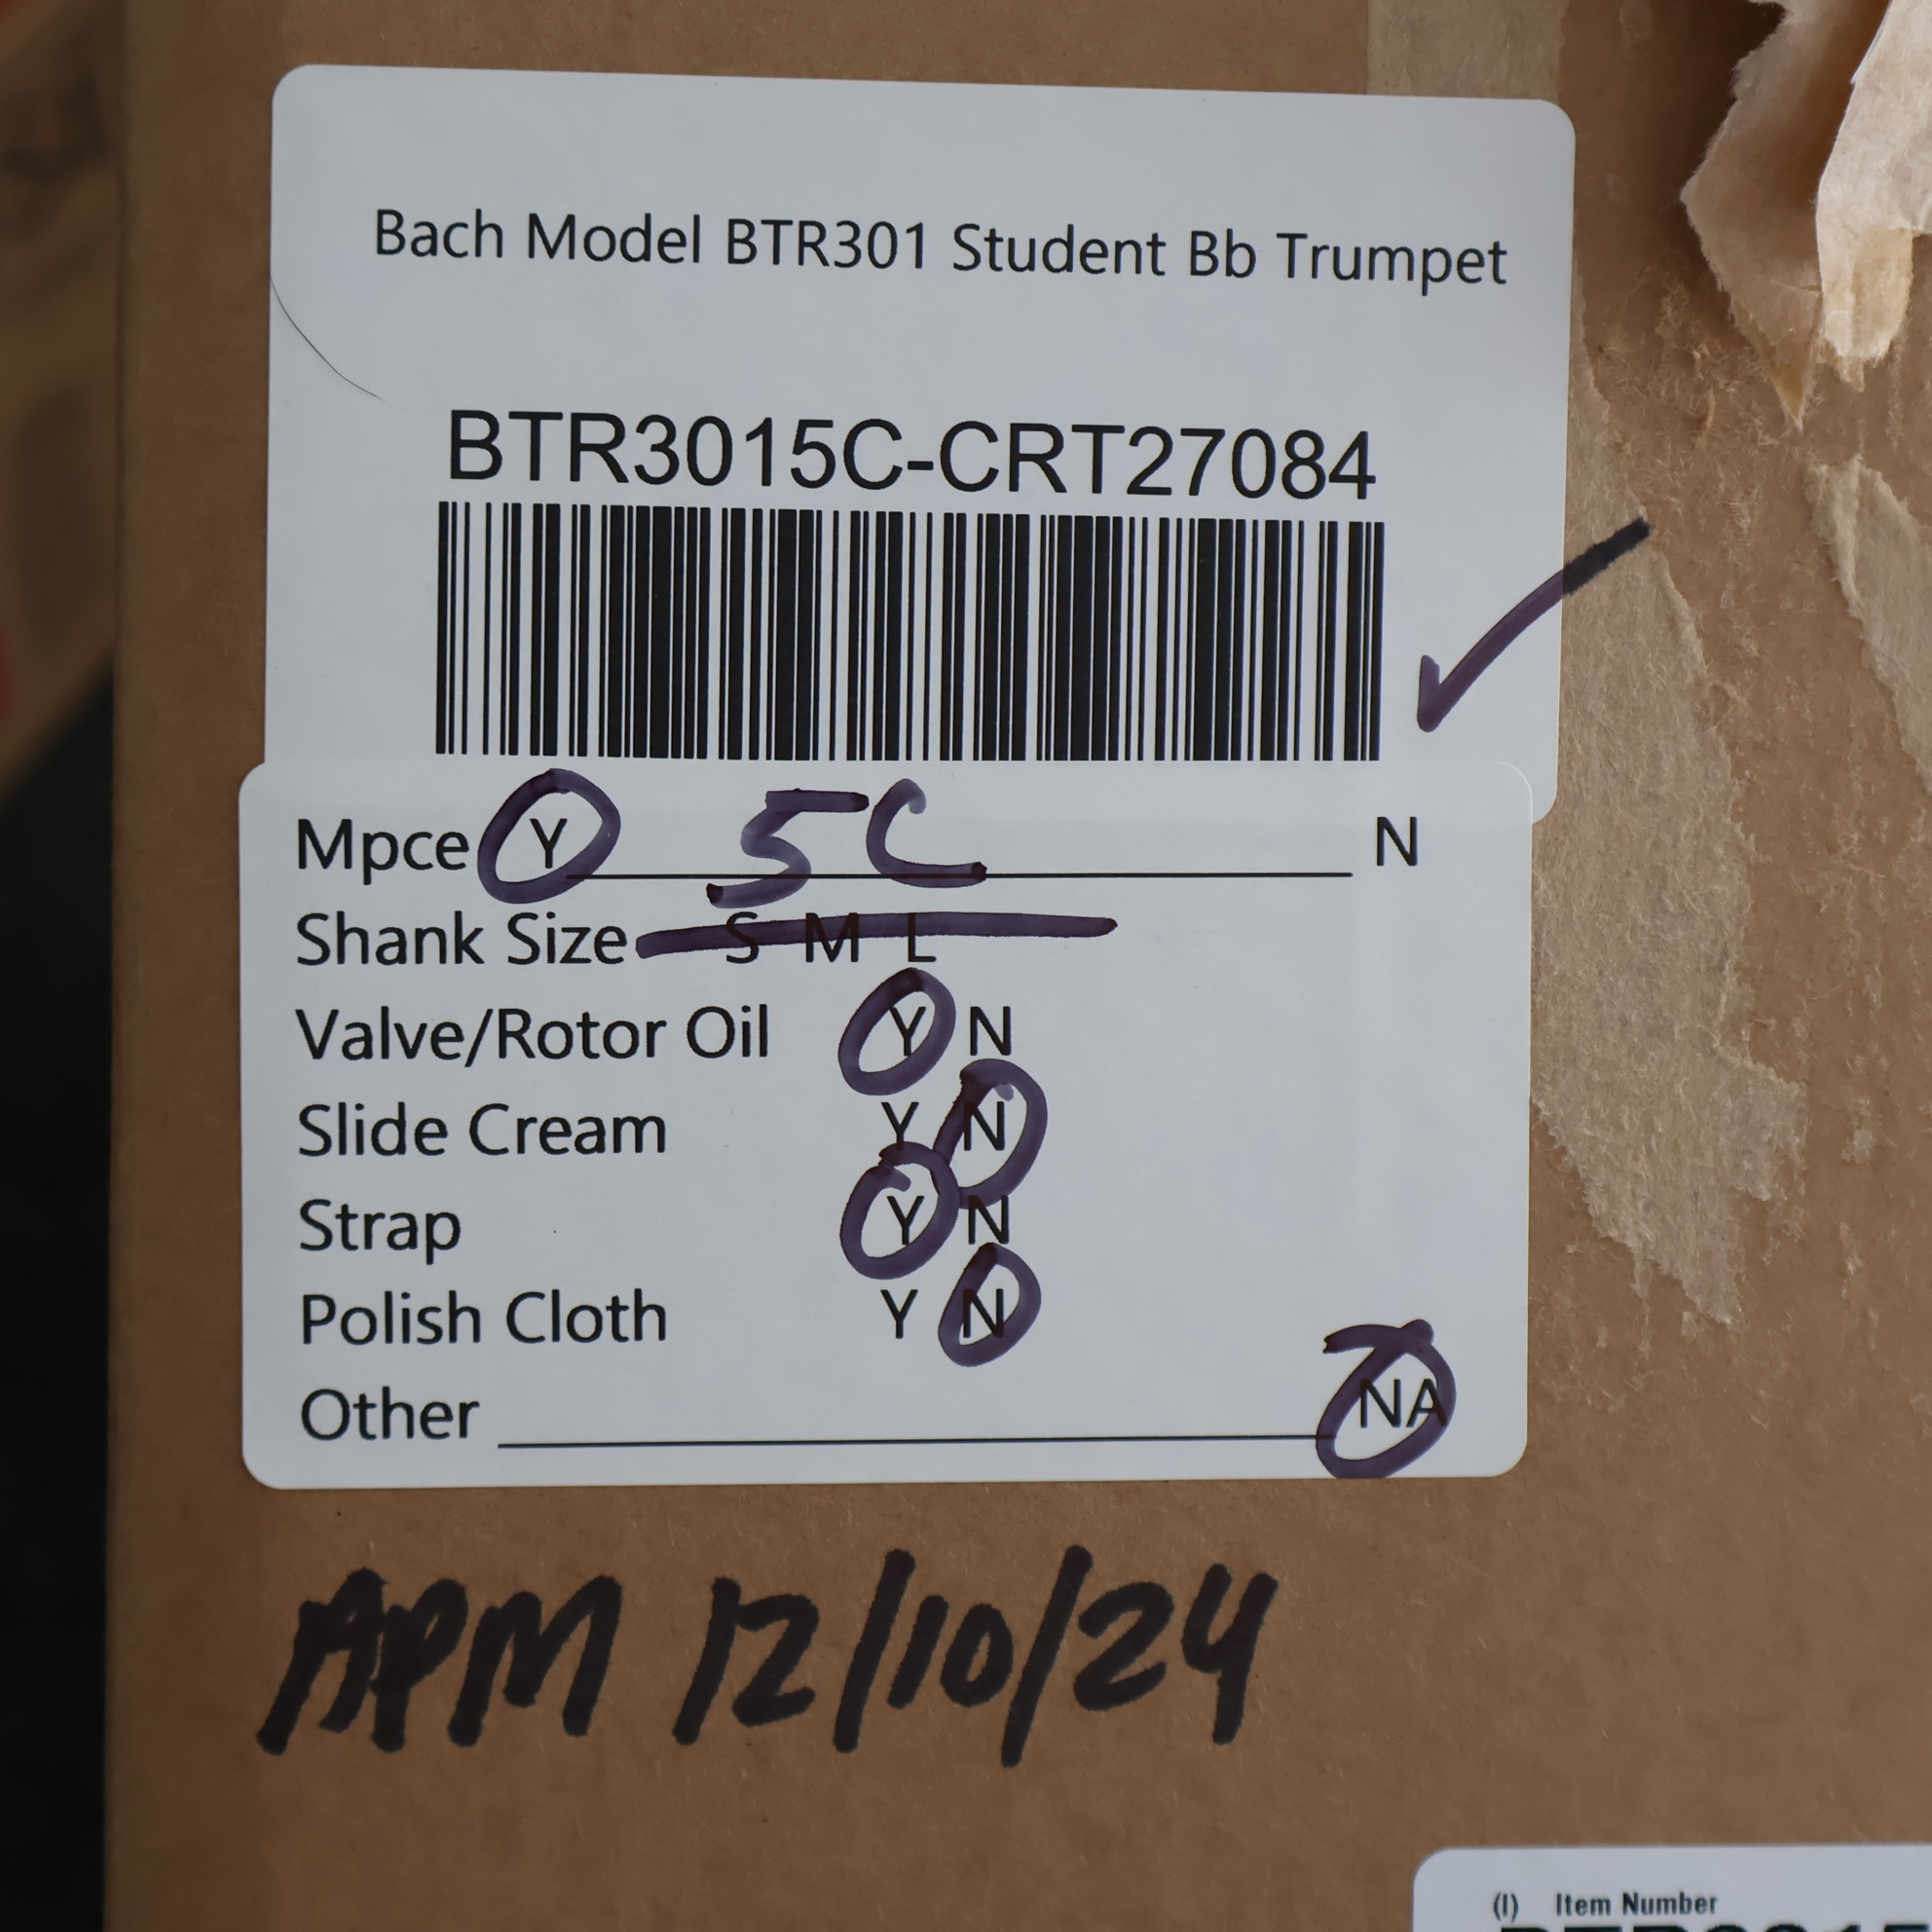 Bach Model BTR301 Student Bb Trumpet
BTR3015C-CRT27084
Mpce Y 5C N
Shank Size S M L
Valve/Rotor Oil Y N
Slide Cream Y N
Strap Y N
Polish Cloth Y N
Other NA
APM 12/10/24
(I) Item Number